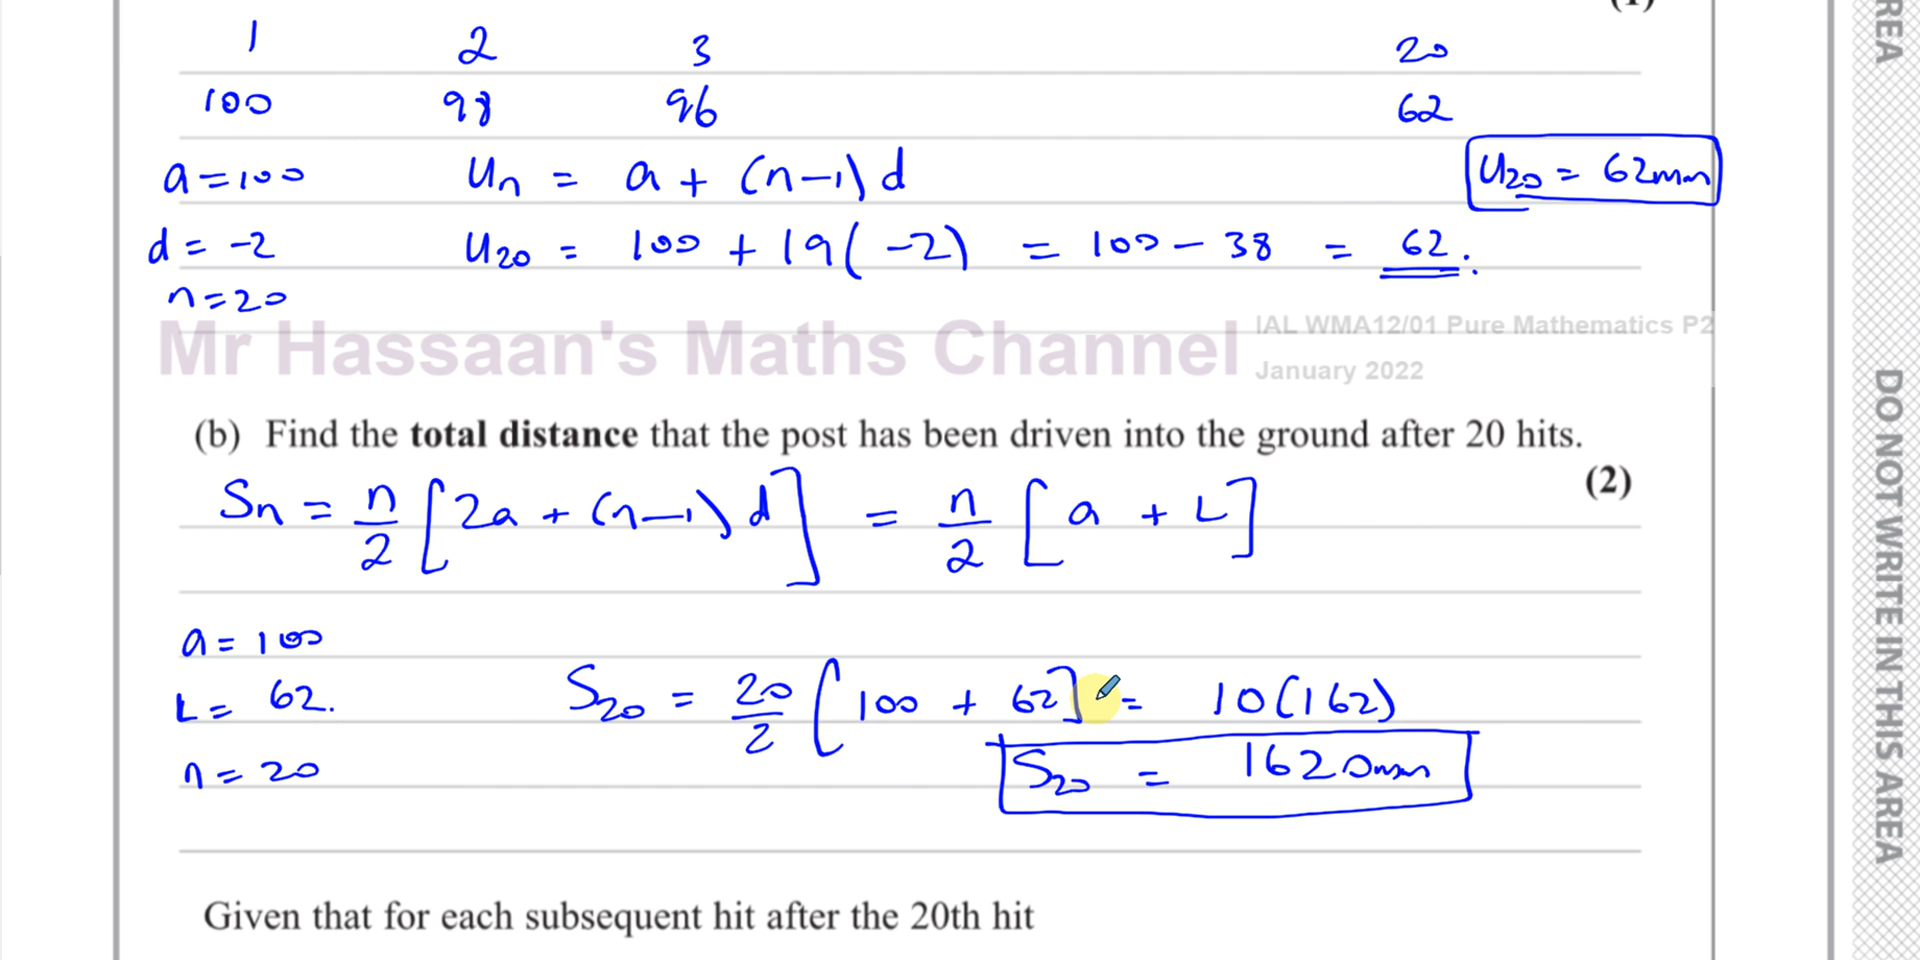 (1)
1 2 3 20
100 98 96 62
a = 100 Un = a + (n-1)d U20 = 62mm
d = -2 U20 = 100 + 19(-2) = 100 - 38 = 62.
n = 20
Mr Hassaan's Maths Channel IAL WMA12/01 Pure Mathematics P2
January 2022
(b) Find the total distance that the post has been driven into the ground after 20 hits.
(2)
Sn = n/2 [2a + (n-1)d] = n/2 [a + L]
a = 100
L = 62. S20 = 20/2 [100 + 62] = 10(162)
n = 20 S20 = 1620mm
Given that for each subsequent hit after the 20th hit
REA
DO NOT WRITE IN THIS AREA